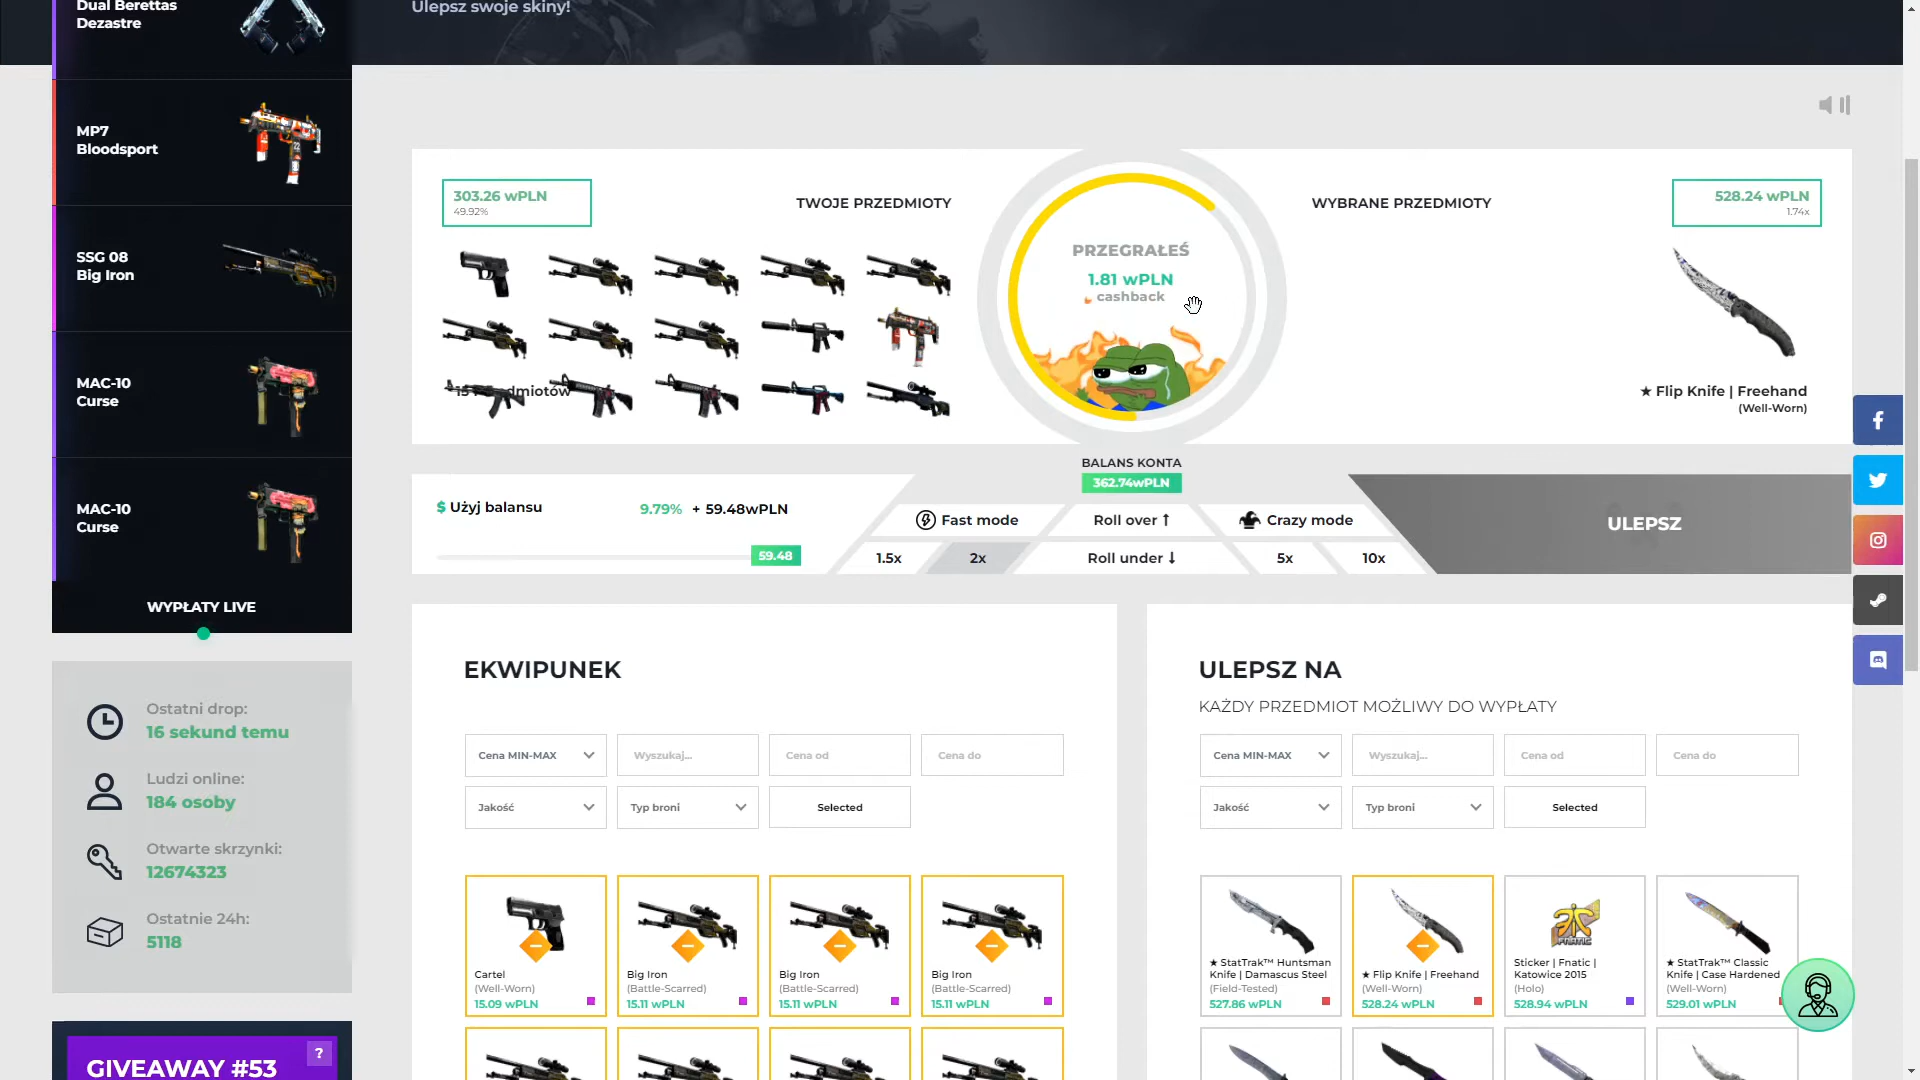 Dual Berettas
Dezastre
MP7
Bloodsport
SSG 08
Big Iron
MAC-10
Curse
MAC-10
Curse
WYPŁATY LIVE
Ostatni drop:
16 sekund temu
Ludzi online:
184 osoby
Otwarte skrzynki:
12674323
Ostatnie 24h:
5118
GIVEAWAY #53
?
Ulepsz swoje skiny!
303.26 wPLN
49.92%
TWOJE PRZEDMIOTY
PRZEGRAŁEŚ
1.81 wPLN
cashback
WYBRANE PRZEDMIOTY
528.24 wPLN
1.74x
★ Flip Knife | Freehand
(Well-Worn)
BALANS KONTA
362.74wPLN
$ Użyj balansu
9.79% + 59.48wPLN
59.48
Fast mode
Roll over ↑
Crazy mode
1.5x
2x
Roll under ↓
5x
10x
ULEPSZ
EKWIPUNEK
Cena MIN-MAX
Wyszukaj...
Cena od
Cena do
Jakość
Typ broni
Selected
Cartel
(Well-Worn)
15.09 wPLN
Big Iron
(Battle-Scarred)
15.11 wPLN
Big Iron
(Battle-Scarred)
15.11 wPLN
Big Iron
(Battle-Scarred)
15.11 wPLN
ULEPSZ NA
KAŻDY PRZEDMIOT MOŻLIWY DO WYPŁATY
Cena MIN-MAX
Wyszukaj...
Cena od
Cena do
Jakość
Typ broni
Selected
★ StatTrak™ Huntsman
Knife | Damascus Steel
(Field-Tested)
527.86 wPLN
★ Flip Knife | Freehand
(Well-Worn)
528.24 wPLN
FNATIC
Sticker | Fnatic |
Katowice 2015
(Holo)
528.94 wPLN
★ StatTrak™ Classic
Knife | Case Hardened
(Well-Worn)
529.01 wPLN